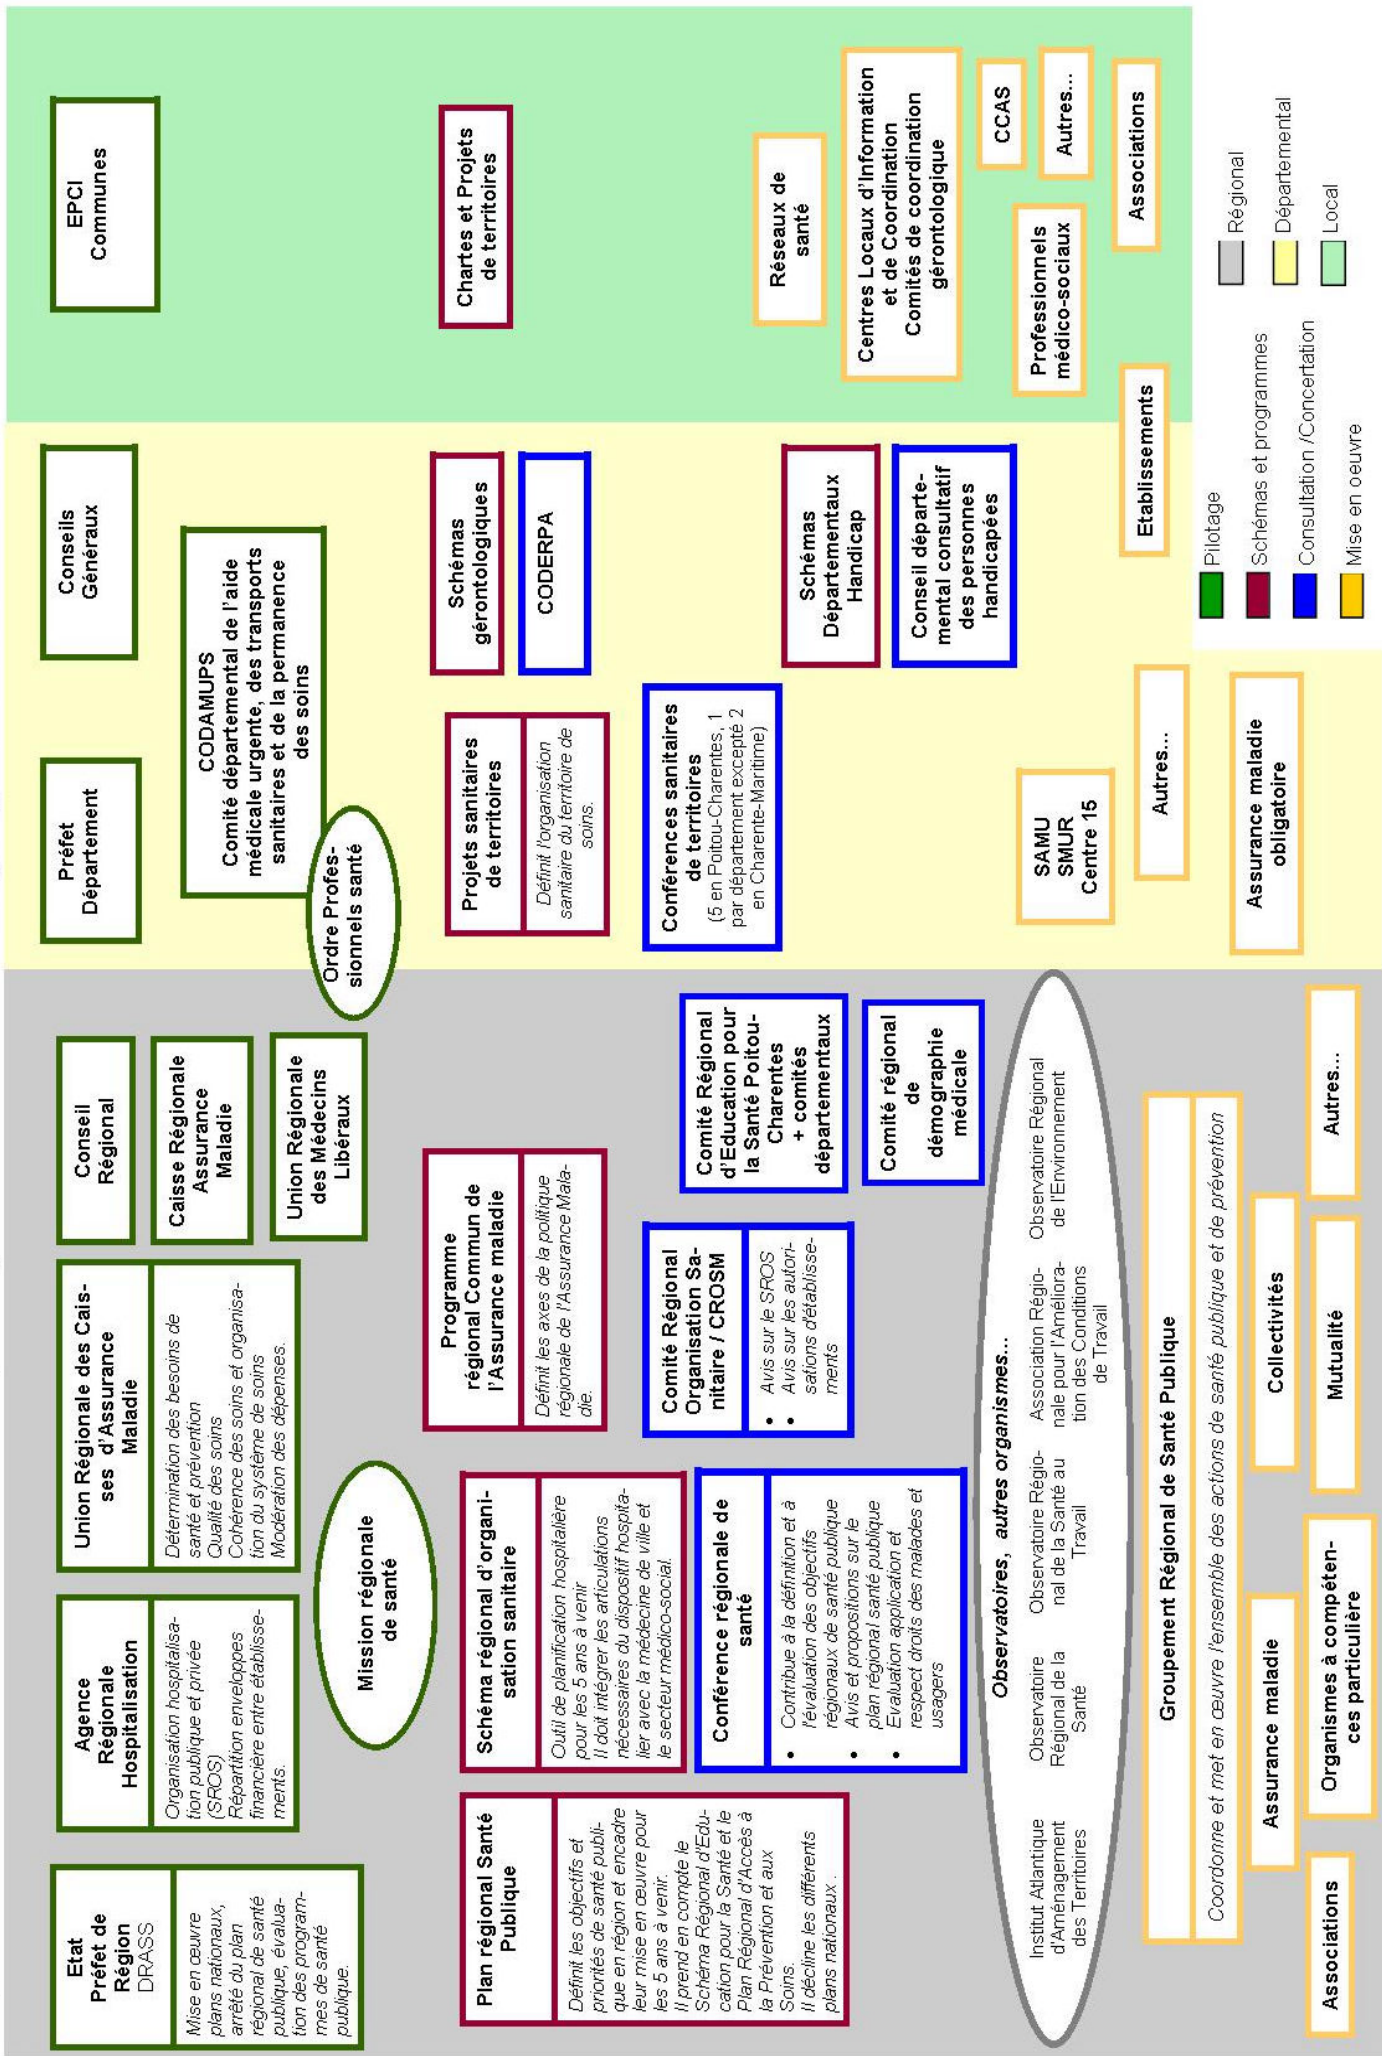 Etat
Préfet de
Région
DRASS
Mise en œuvre
plans nationaux,
arrêté du plan
régional de santé
publique, évalua-
tion des program-
mes de santé
publique.
Agence
Régionale
Hospitalisation
Organisation hospitalisa-
tion publique et privée
(SROS)
Répartition enveloppes
financière entre établisse-
ments.
Union Régionale des Cais-
ses d'Assurance
Maladie
Détermination des besoins de
santé et prévention
Qualité des soins
Cohérence des soins et organisa-
tion du système de soins
Modération des dépenses.
Conseil
Régional
Caisse Régionale
Assurance
Maladie
Union Régionale
des Médecins
Libéraux
Préfet
Département
Conseils
Généraux
EPCI
Communes
CODAMUPS
Comité départemental de l'aide
médicale urgente, des transports
sanitaires et de la permanence
des soins
Ordre Profes-
sionnels santé
Mission régionale
de santé
Plan régional Santé
Publique
Définit les objectifs et
priorités de santé publi-
que en région et encadre
leur mise en œuvre pour
les 5 ans à venir.
Il prend en compte le
Schéma Régional d'Edu-
cation pour la Santé et le
Plan Régional d'Accès à
la Prévention et aux
Soins.
Il décline les différents
plans nationaux .
Schéma régional d'organi-
sation sanitaire
Outil de planification hospitalière
pour les 5 ans à venir
Il doit intégrer les articulations
nécessaires du dispositif hospita-
lier avec la médecine de ville et
le secteur médico-social.
Programme
régional Commun de
l'Assurance maladie
Définit les axes de la politique
régionale de l'Assurance Mala-
die.
Projets sanitaires
de territoires
Définit l'organisation
sanitaire du territoire de
soins.
Schémas
gérontologiques
CODERPA
Chartes et Projets
de territoires
Conférence régionale de
santé
• Contribue à la définition et à
l'évaluation des objectifs
régionaux de santé publique
• Avis et propositions sur le
plan régional santé publique
• Evaluation application et
respect droits des malades et
usagers
Comité Régional
Organisation Sa-
nitaire / CROSM
• Avis sur le SROS
• Avis sur les autori-
sations d'établisse-
ments
Comité Régional
d'Education pour
la Santé Poitou-
Charentes
+ comités
départementaux
Comité régional
de
démographie
médicale
Conférences sanitaires
de territoires
(5 en Poitou-Charentes, 1
par département excepté 2
en Charente-Maritime)
Schémas
Départementaux
Handicap
Conseil départe-
mental consultatif
des personnes
handicapées
Réseaux de
santé
Centres Locaux d'Information
et de Coordination
Comités de coordination
gérontologique
Professionnels
médico-sociaux
CCAS
Autres...
Associations
Etablissements
SAMU
SMUR
Centre 15
Autres...
Assurance maladie
obligatoire
Observatoires, autres organismes...
Institut Atlantique
d'Aménagement
des Territoires
Observatoire
Régional de la
Santé
Observatoire Régio-
nal de la Santé au
Travail
Association Régio-
nale pour l'Améliora-
tion des Conditions
de Travail
Observatoire Régional
de l'Environnement
Groupement Régional de Santé Publique
Coordonne et met en œuvre l'ensemble des actions de santé publique et de prévention
Assurance maladie
Collectivités
Associations
Organismes à compéten-
ces particulière
Mutualité
Autres...
Pilotage
Schémas et programmes
Consultation /Concertation
Mise en oeuvre
Régional
Départemental
Local